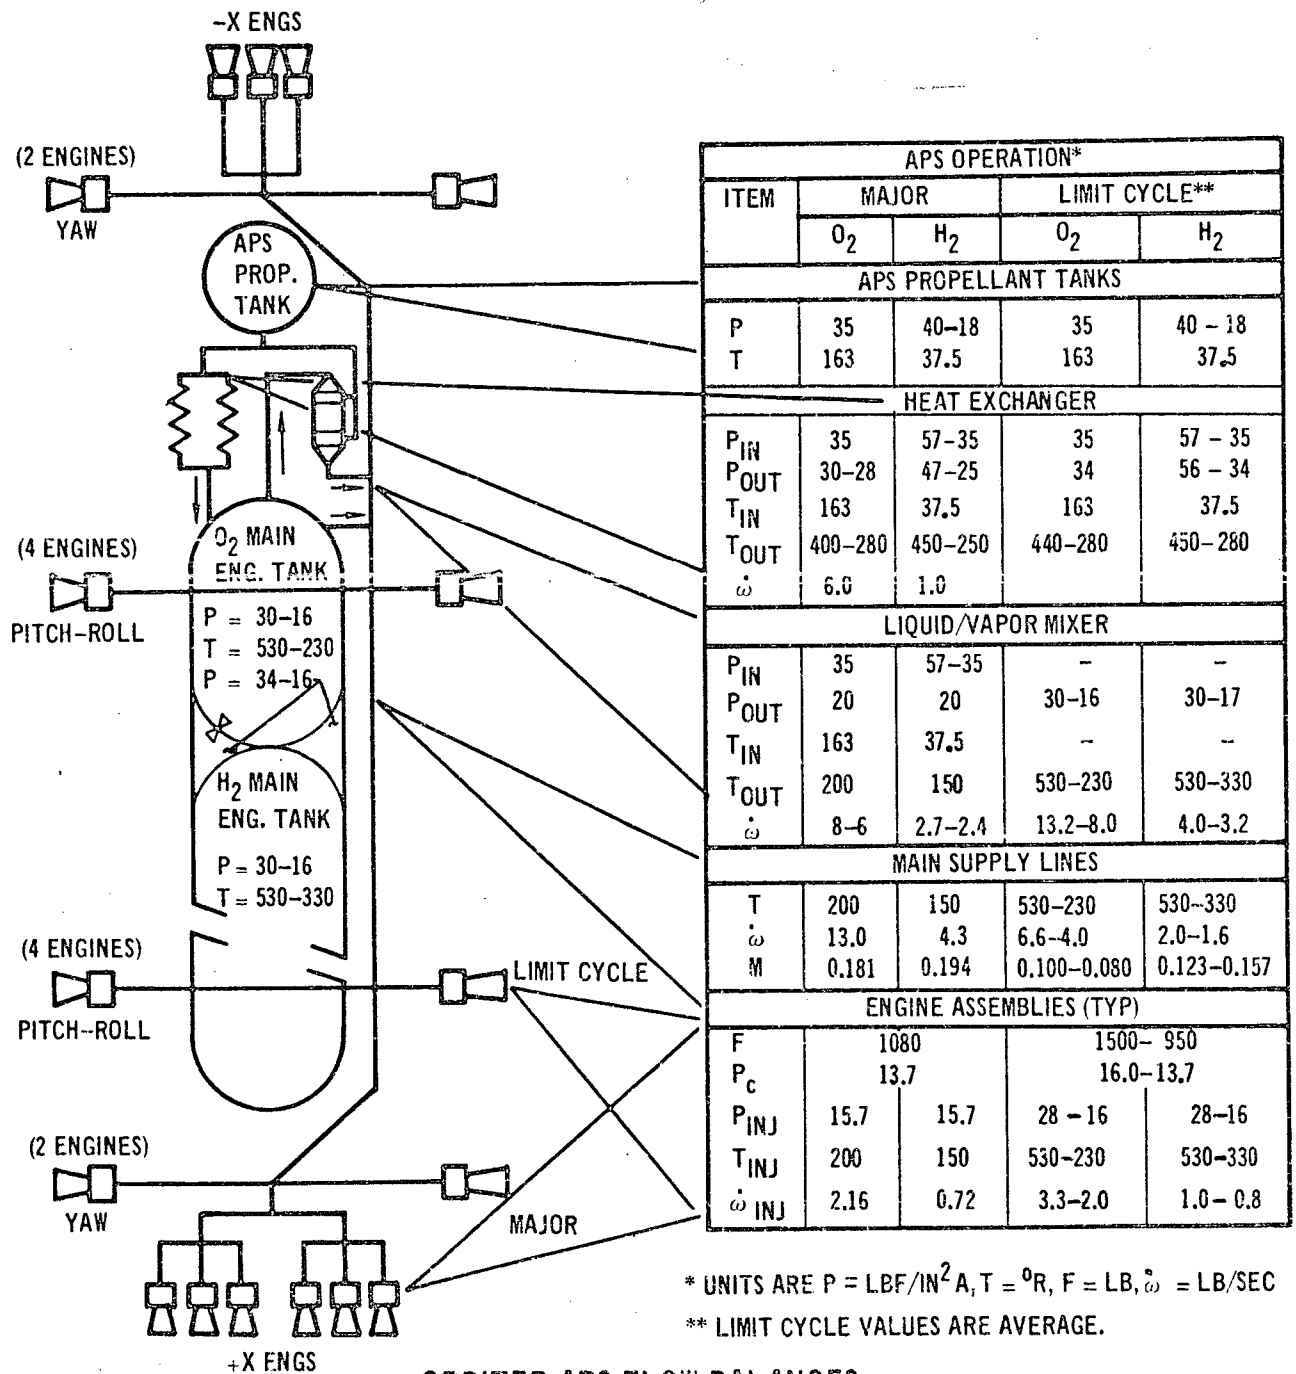 -X ENGS
(2 ENGINES)
YAW
APS
PROP.
TANK
(4 ENGINES)
PITCH-ROLL
O2 MAIN
ENG. TANK
P = 30-16
T = 530-230
P = 34-16
H2 MAIN
ENG. TANK
P = 30-16
T = 530-330
(4 ENGINES)
PITCH--ROLL
LIMIT CYCLE
(2 ENGINES)
YAW
MAJOR
+X ENGS
APS OPERATION*
ITEM MAJOR LIMIT CYCLE**
O2 H2 O2 H2
APS PROPELLANT TANKS
P 35 40-18 35 40 - 18
T 163 37.5 163 37.5
HEAT EXCHANGER
PIN 35 57-35 35 57 - 35
POUT 30-28 47-25 34 56 - 34
TIN 163 37.5 163 37.5
TOUT 400-280 450-250 440-280 450-280
ω̇ 6.0 1.0
LIQUID/VAPOR MIXER
PIN 35 57-35 - -
POUT 20 20 30-16 30-17
TIN 163 37.5 - -
TOUT 200 150 530-230 530-330
ω̇ 8-6 2.7-2.4 13.2-8.0 4.0-3.2
MAIN SUPPLY LINES
T 200 150 530-230 530-330
ω̇ 13.0 4.3 6.6-4.0 2.0-1.6
M 0.181 0.194 0.100-0.080 0.123-0.157
ENGINE ASSEMBLIES (TYP)
F 1080 1500- 950
Pc 13.7 16.0-13.7
PINJ 15.7 15.7 28 - 16 28-16
TINJ 200 150 530-230 530-330
ω̇ INJ 2.16 0.72 3.3-2.0 1.0-0.8
* UNITS ARE P = LBF/IN2 A, T = ºR, F = LB, ω̇ = LB/SEC
** LIMIT CYCLE VALUES ARE AVERAGE.